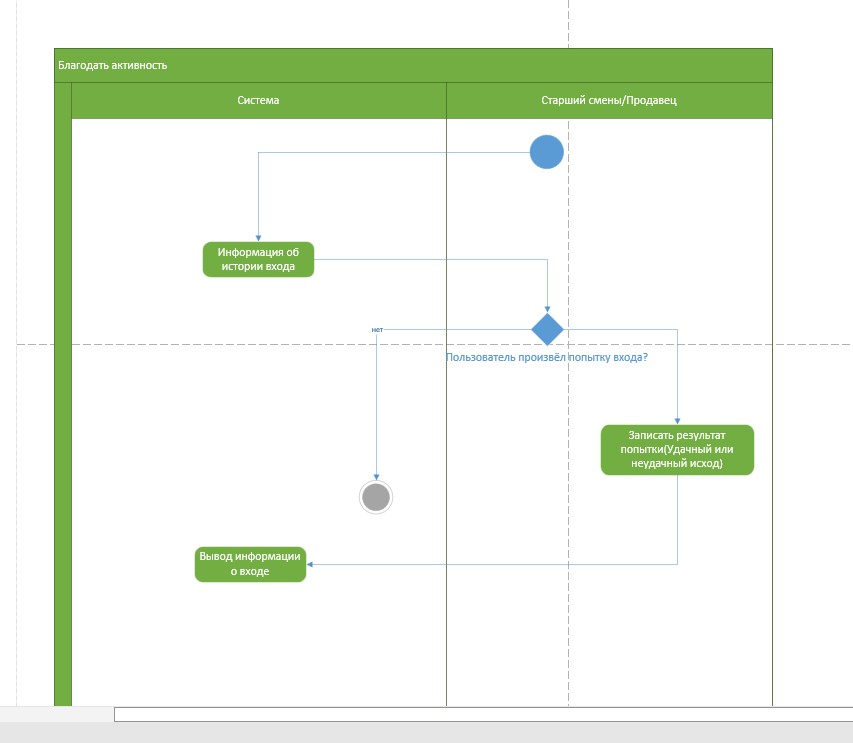 Благодать активность
Система
Старший смены/Продавец
Информация об
истории входа
нет
Пользователь произвёл попытку входа?
Записать результат
попытки(Удачный или
неудачный исход)
Вывод информации
о входе